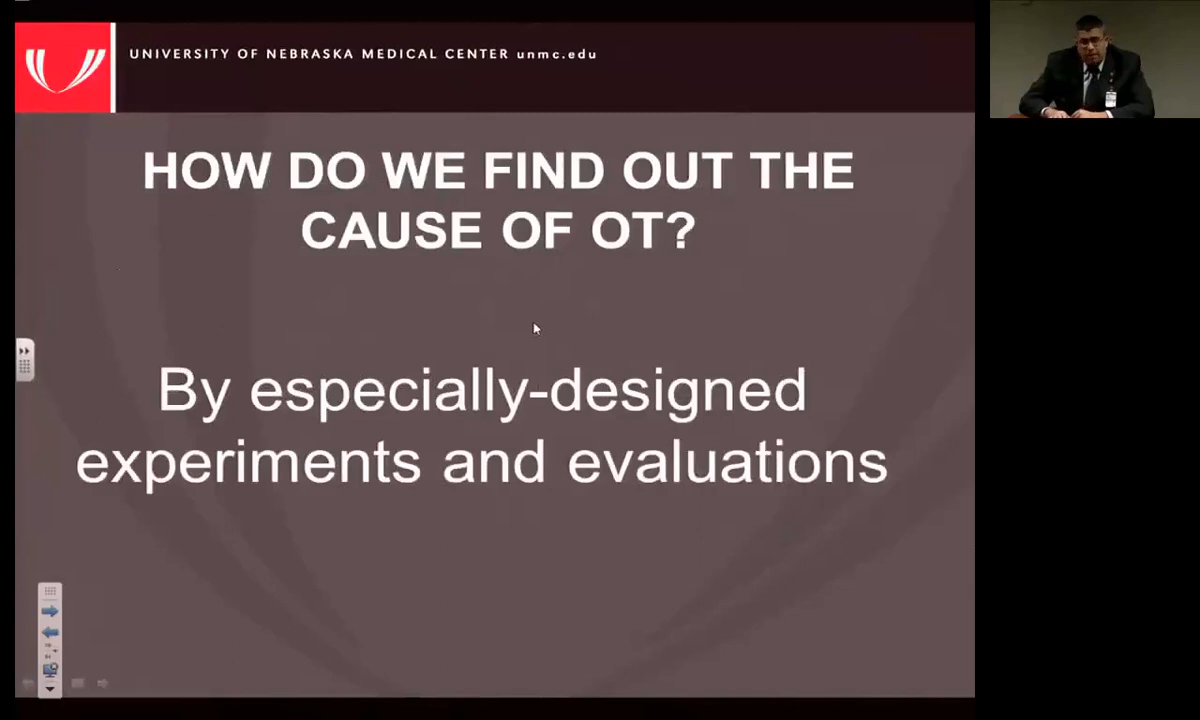 UNIVERSITY OF NEBRASKA MEDICAL CENTER unmc.edu
HOW DO WE FIND OUT THE
CAUSE OF OT?
By especially-designed
experiments and evaluations